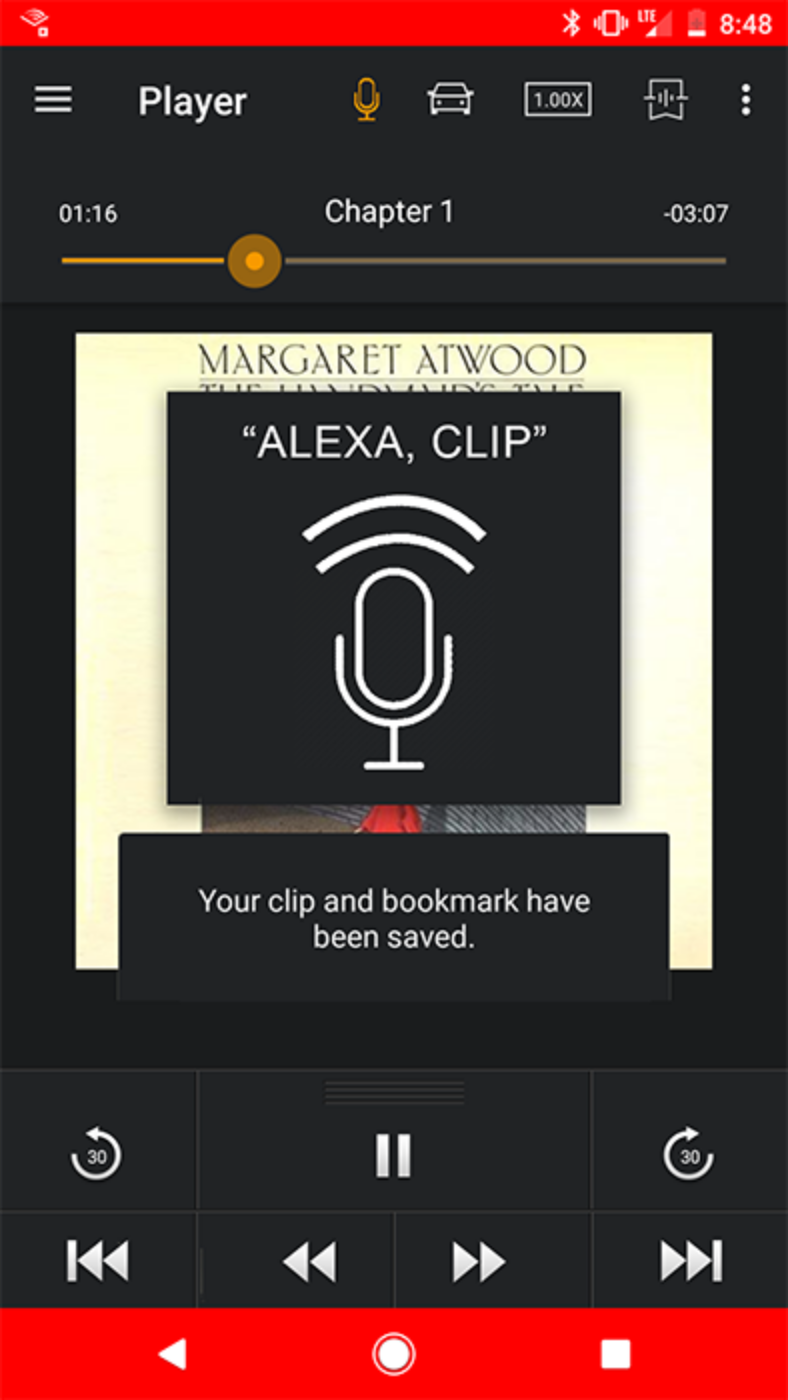 LTE 8:48
Player 1.00X
01:16 Chapter 1 -03:07
MARGARET ATWOOD
THE HANDMAID'S TALE
“ALEXA, CLIP”
Your clip and bookmark have
been saved.
30 30